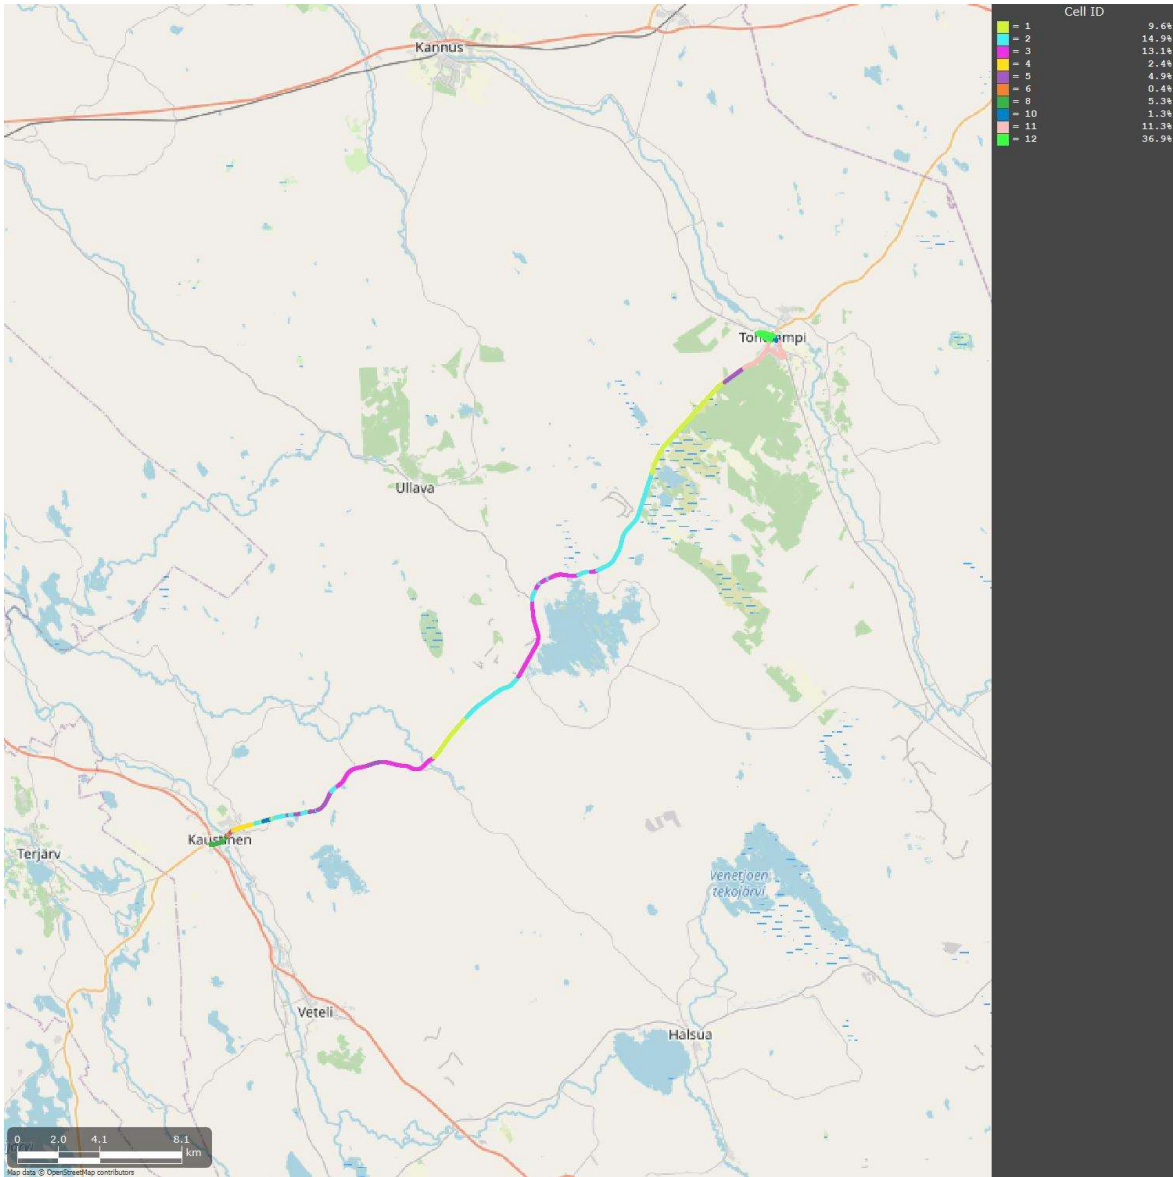 Cell ID
= 1 9.6%
= 2 14.9%
= 3 13.1%
= 4 2.4%
= 5 4.9%
= 6 0.4%
= 8 5.3%
= 10 1.3%
= 11 11.3%
= 12 36.9%
Kannus
Ullava
Terjärv
Venetjoen
tekojärvi
Veteli
Halsua
0 2.0 4.1 8.1
km
Map data © OpenStreetMap contributors